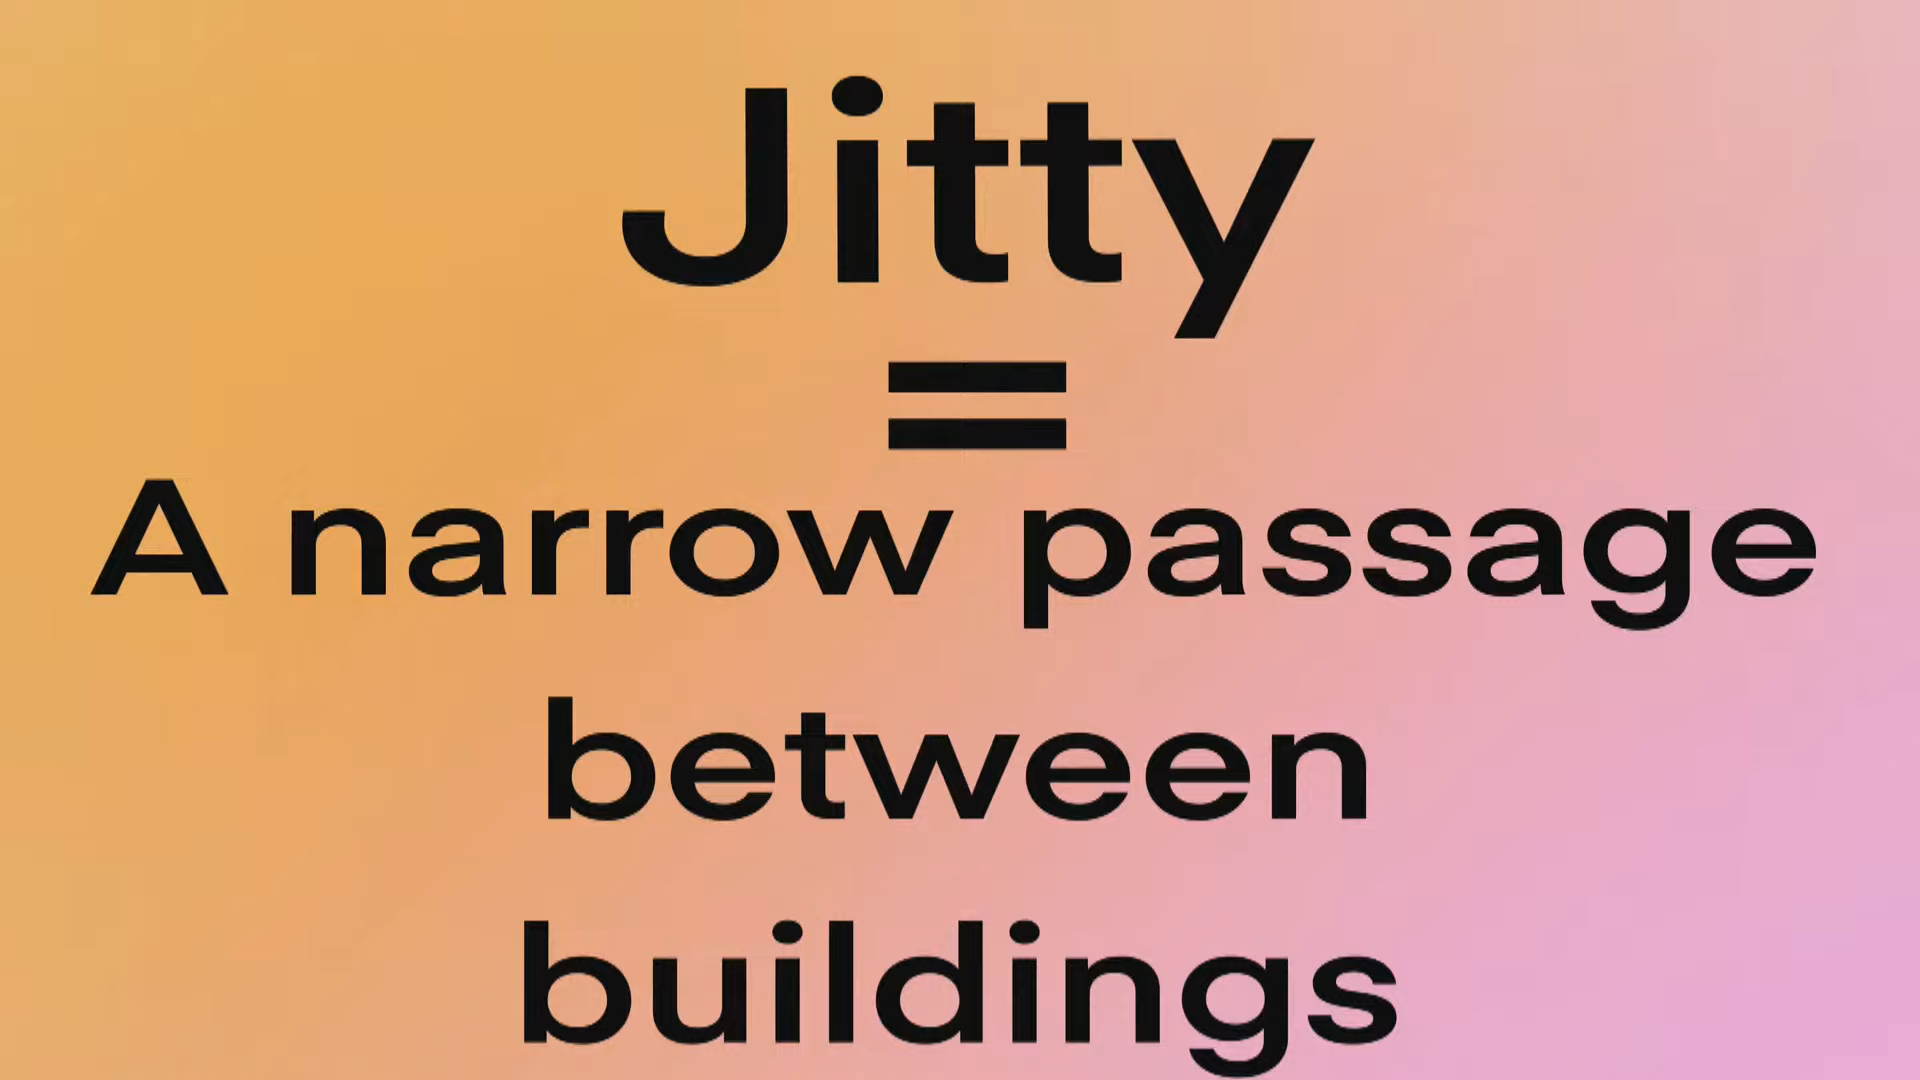 Jitty
=
A narrow passage
between
buildings